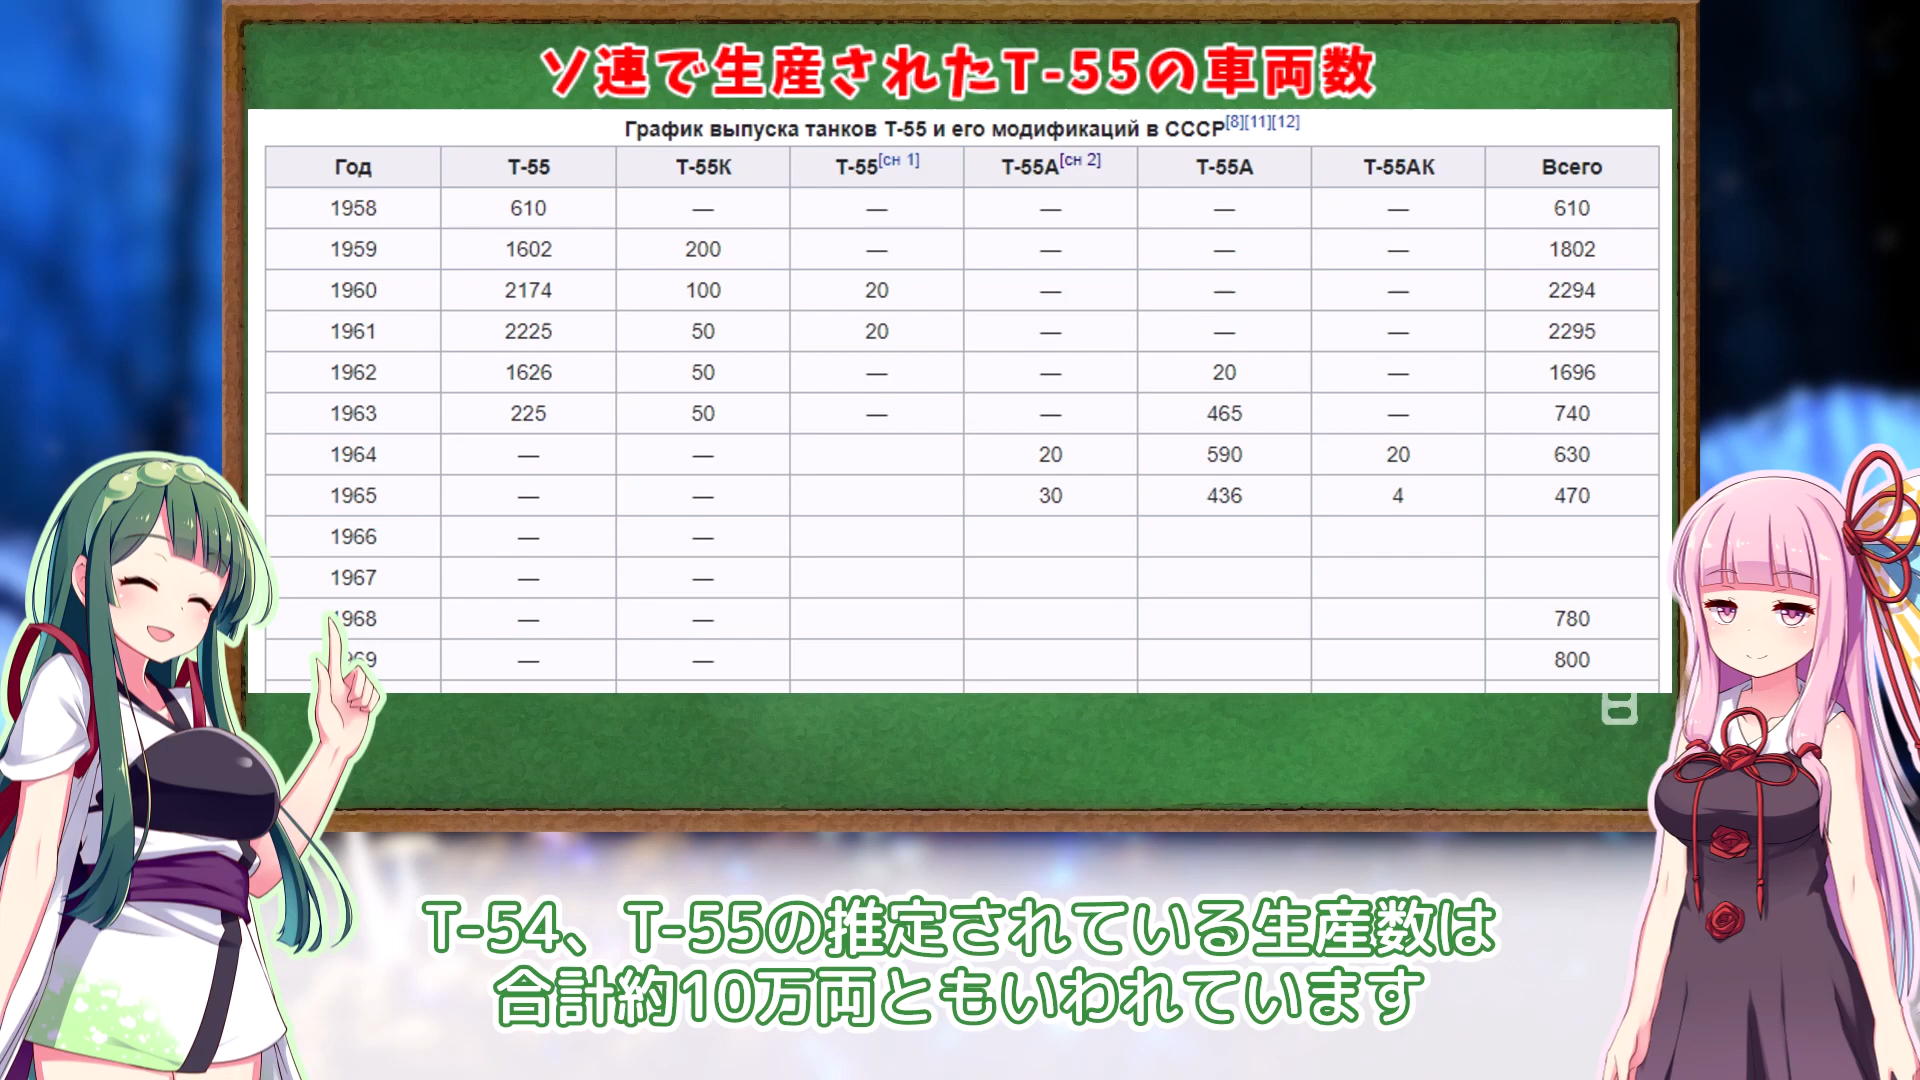 ソ連で生産されたT-55の車両数
График выпуска танков Т-55 и его модификаций в СССР[8][11][12]
Год Т-55 Т-55К Т-55[сн 1] Т-55А[сн 2] Т-55А Т-55АК Всего
1958 610 — — — — — 610
1959 1602 200 — — — — 1802
1960 2174 100 20 — — — 2294
1961 2225 50 20 — — — 2295
1962 1626 50 — — 20 — 1696
1963 225 50 — — 465 — 740
1964 — — 20 590 20 630
1965 — — 30 436 4 470
1966 — —
1967 — —
1968 — — 780
1969 — — 800
T-54、T-55の推定されている生産数は
合計約10万両ともいわれています